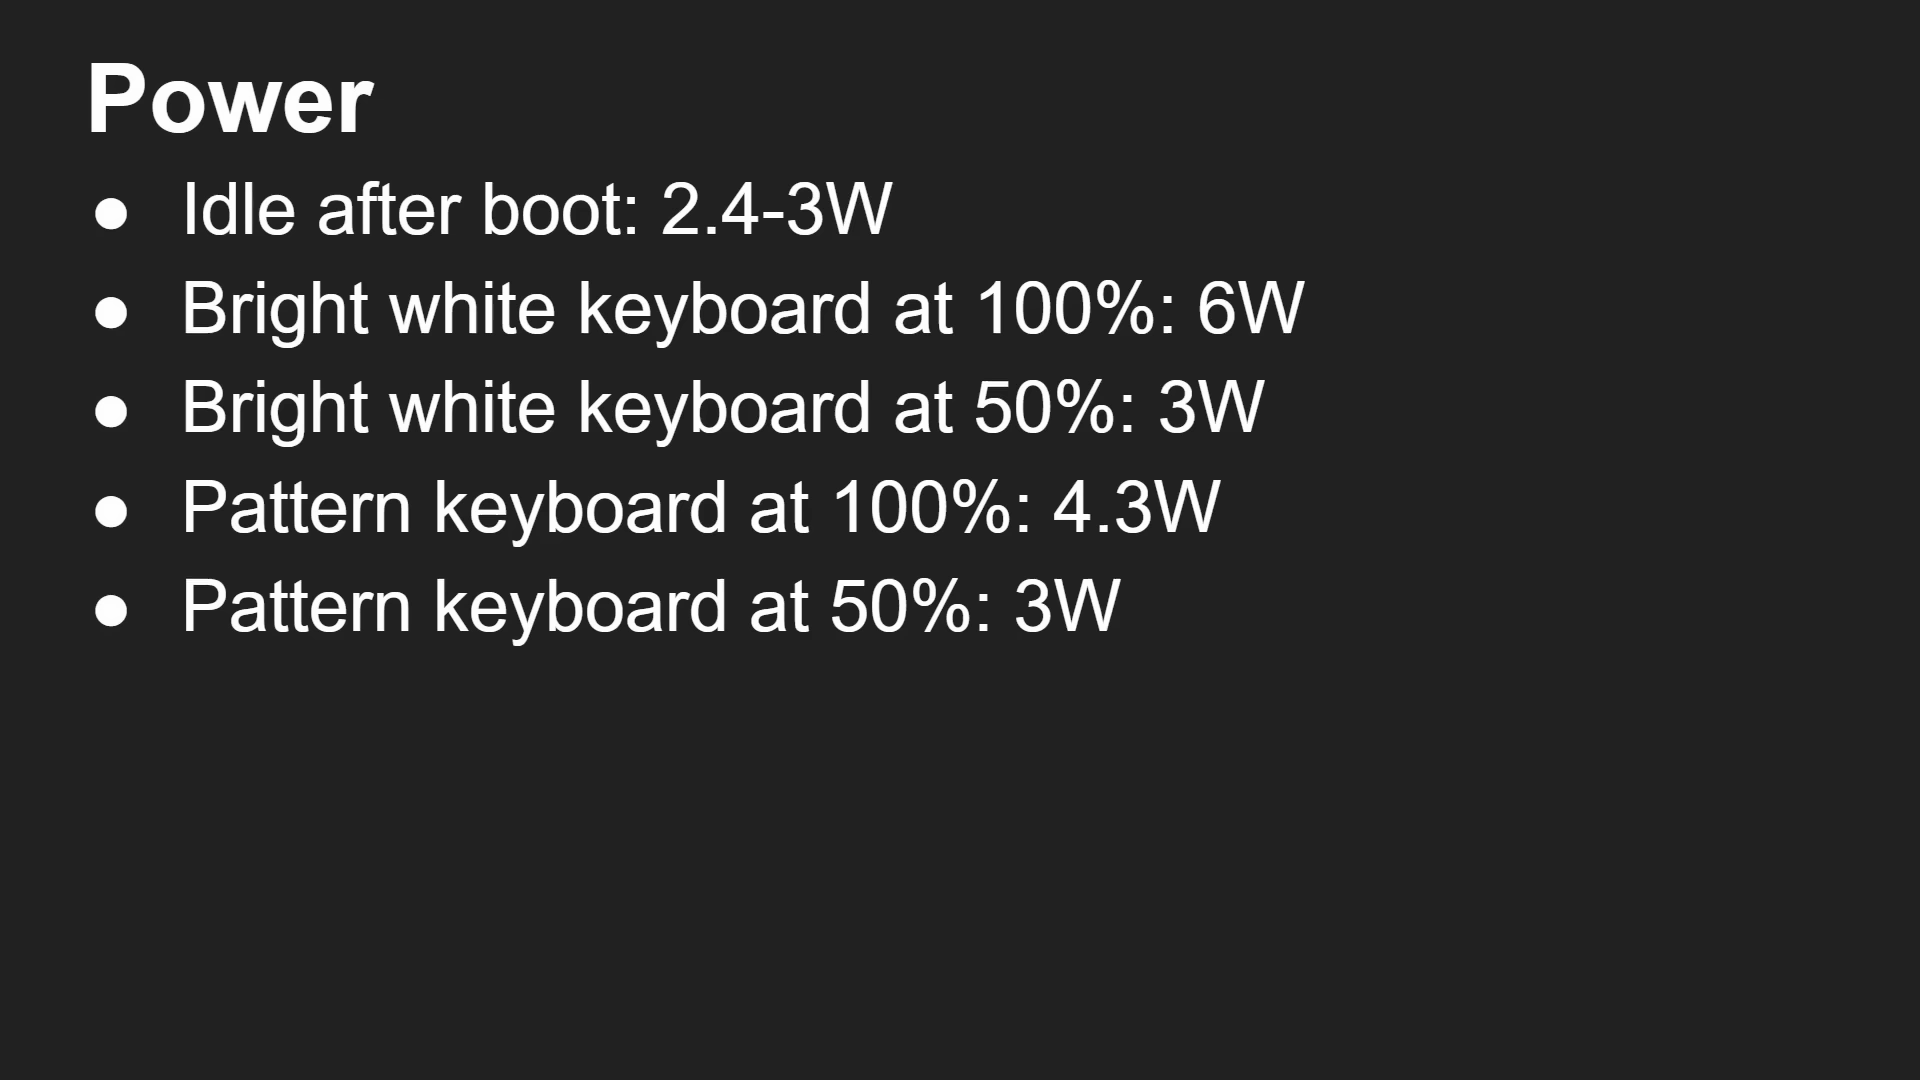 Power
● Idle after boot: 2.4-3W
● Bright white keyboard at 100%: 6W
● Bright white keyboard at 50%: 3W
● Pattern keyboard at 100%: 4.3W
● Pattern keyboard at 50%: 3W